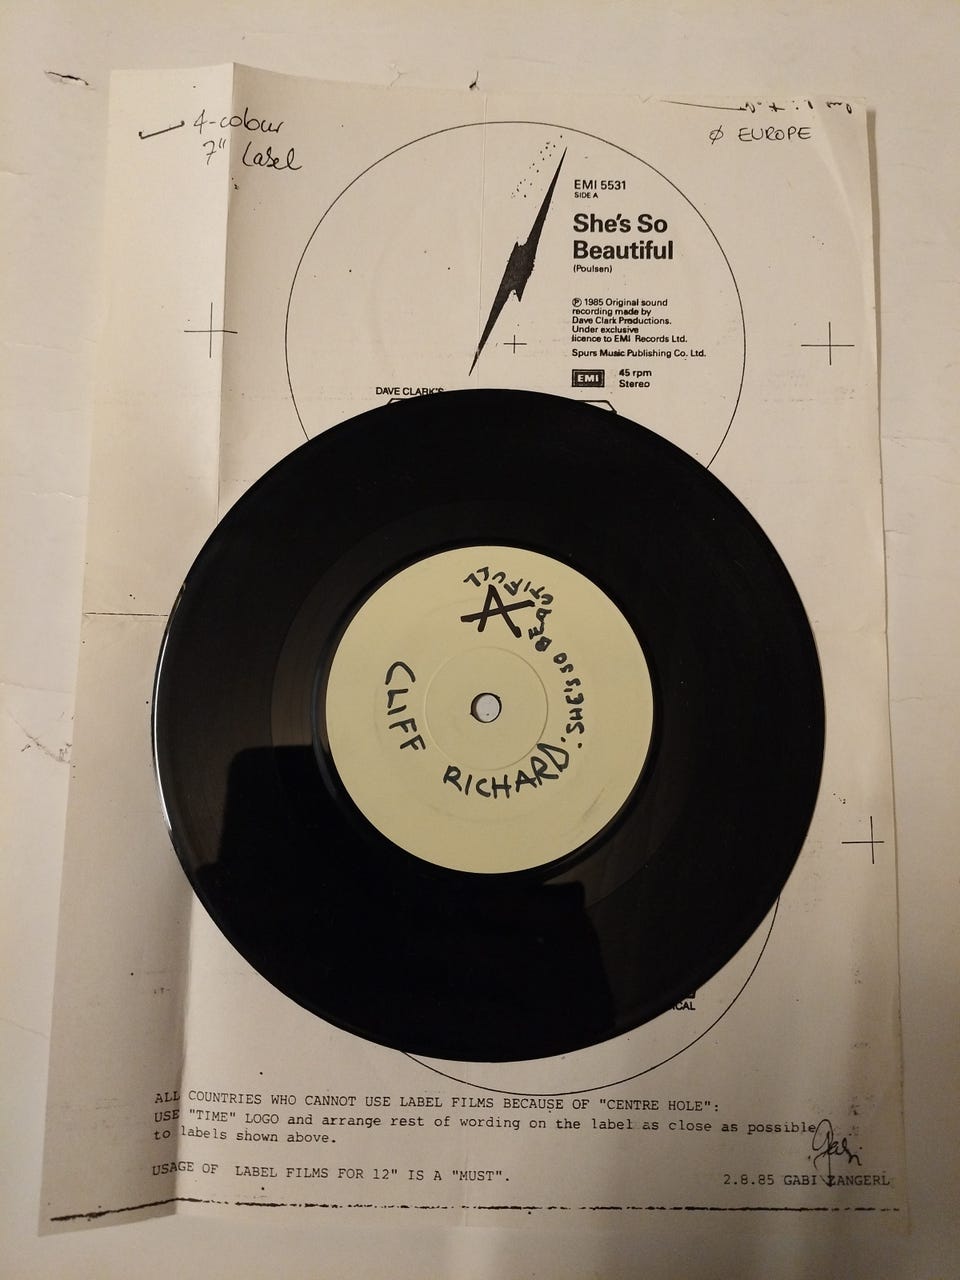 4-colour
7" Label
∅ EUROPE
EMI 5531
SIDE A
She's So
Beautiful
(Poulsen)
℗ 1985 Original sound
recording made by
Dave Clark Productions.
Under exclusive
licence to EMI Records Ltd.
Spurs Music Publishing Co. Ltd.
EMI
45 rpm
Stereo
DAVE CLARK'S
A
CLIFF RICHARD. 'SHE'S SO BEAUTIFULL
ICAL
ALL COUNTRIES WHO CANNOT USE LABEL FILMS BECAUSE OF "CENTRE HOLE":
USE "TIME" LOGO and arrange rest of wording on the label as close as possible
to labels shown above.
USAGE OF LABEL FILMS FOR 12" IS A "MUST".
Gabi
2.8.85 GABI ZANGERL